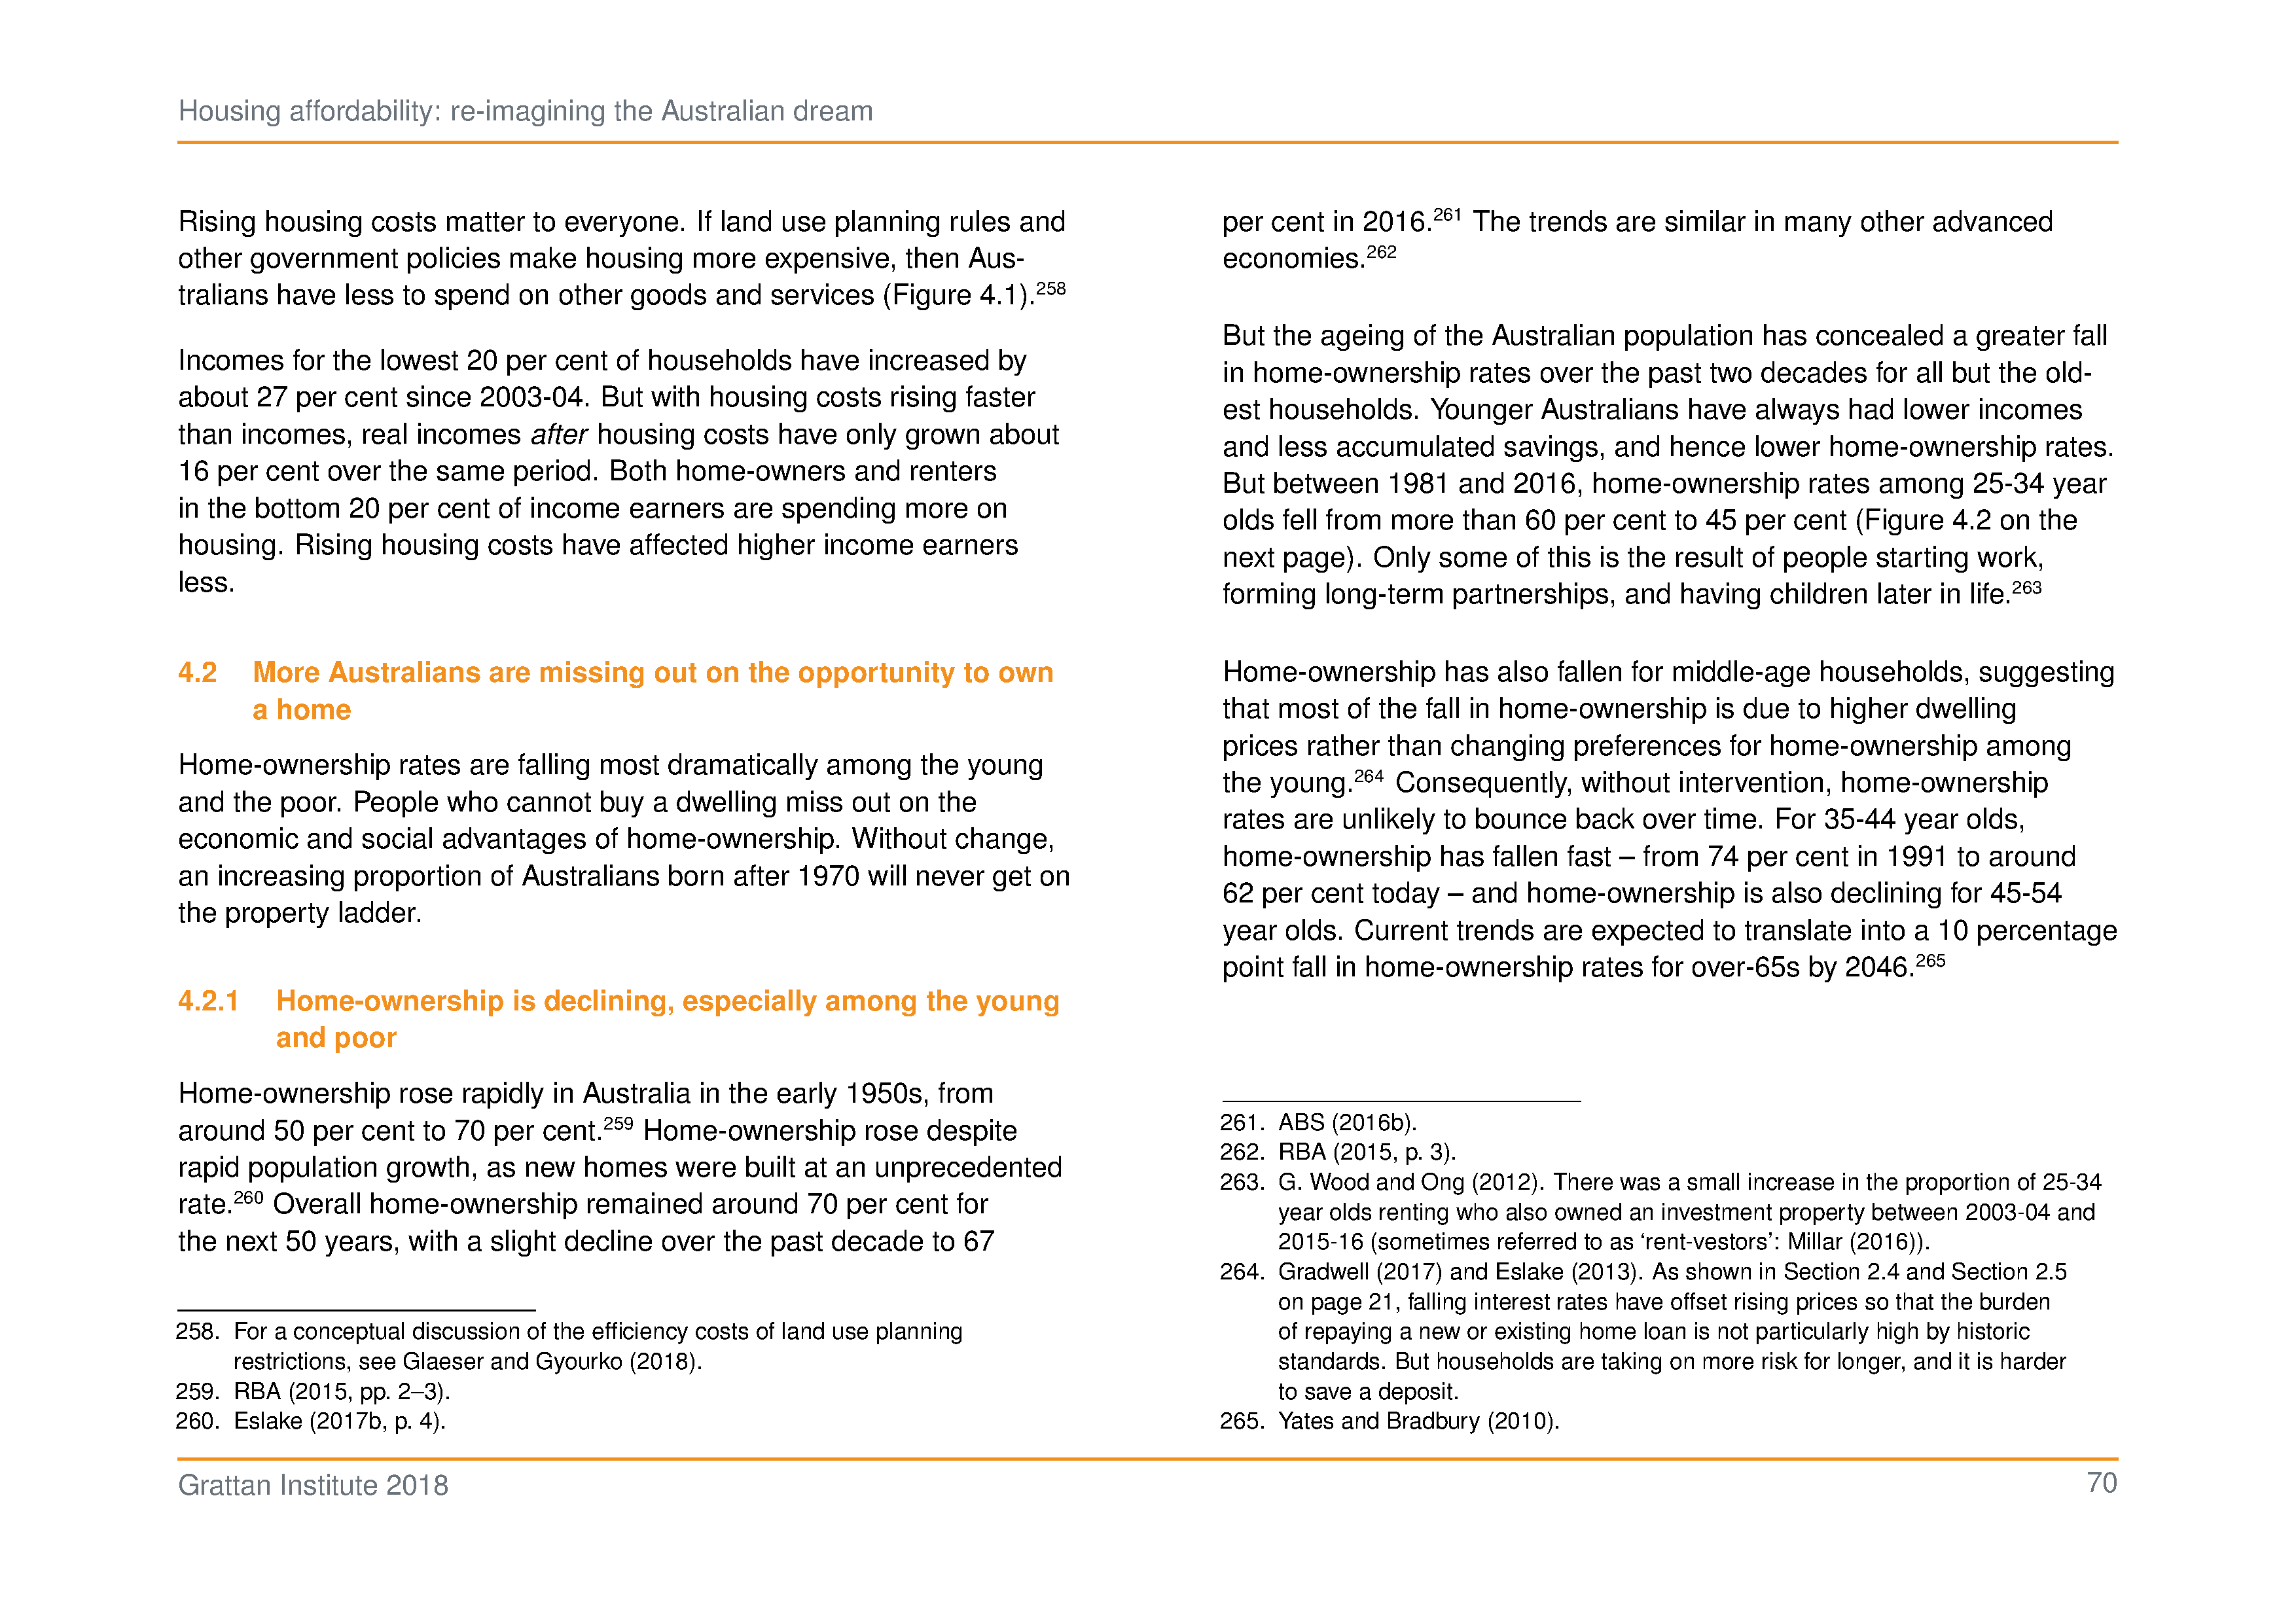 Housing affordability: re-imagining the Australian dream
Rising housing costs matter to everyone. If land use planning rules and
other government policies make housing more expensive, then Aus-
tralians have less to spend on other goods and services (Figure 4.1).258
Incomes for the lowest 20 per cent of households have increased by
about 27 per cent since 2003-04. But with housing costs rising faster
than incomes, real incomes after housing costs have only grown about
16 per cent over the same period. Both home-owners and renters
in the bottom 20 per cent of income earners are spending more on
housing. Rising housing costs have affected higher income earners
less.
4.2 More Australians are missing out on the opportunity to own
a home
Home-ownership rates are falling most dramatically among the young
and the poor. People who cannot buy a dwelling miss out on the
economic and social advantages of home-ownership. Without change,
an increasing proportion of Australians born after 1970 will never get on
the property ladder.
4.2.1 Home-ownership is declining, especially among the young
and poor
Home-ownership rose rapidly in Australia in the early 1950s, from
around 50 per cent to 70 per cent.259 Home-ownership rose despite
rapid population growth, as new homes were built at an unprecedented
rate.260 Overall home-ownership remained around 70 per cent for
the next 50 years, with a slight decline over the past decade to 67
258. For a conceptual discussion of the efficiency costs of land use planning
restrictions, see Glaeser and Gyourko (2018).
259. RBA (2015, pp. 2–3).
260. Eslake (2017b, p. 4).
per cent in 2016.261 The trends are similar in many other advanced
economies.262
But the ageing of the Australian population has concealed a greater fall
in home-ownership rates over the past two decades for all but the old-
est households. Younger Australians have always had lower incomes
and less accumulated savings, and hence lower home-ownership rates.
But between 1981 and 2016, home-ownership rates among 25-34 year
olds fell from more than 60 per cent to 45 per cent (Figure 4.2 on the
next page). Only some of this is the result of people starting work,
forming long-term partnerships, and having children later in life.263
Home-ownership has also fallen for middle-age households, suggesting
that most of the fall in home-ownership is due to higher dwelling
prices rather than changing preferences for home-ownership among
the young.264 Consequently, without intervention, home-ownership
rates are unlikely to bounce back over time. For 35-44 year olds,
home-ownership has fallen fast – from 74 per cent in 1991 to around
62 per cent today – and home-ownership is also declining for 45-54
year olds. Current trends are expected to translate into a 10 percentage
point fall in home-ownership rates for over-65s by 2046.265
261. ABS (2016b).
262. RBA (2015, p. 3).
263. G. Wood and Ong (2012). There was a small increase in the proportion of 25-34
year olds renting who also owned an investment property between 2003-04 and
2015-16 (sometimes referred to as ‘rent-vestors’: Millar (2016)).
264. Gradwell (2017) and Eslake (2013). As shown in Section 2.4 and Section 2.5
on page 21, falling interest rates have offset rising prices so that the burden
of repaying a new or existing home loan is not particularly high by historic
standards. But households are taking on more risk for longer, and it is harder
to save a deposit.
265. Yates and Bradbury (2010).
Grattan Institute 2018
70